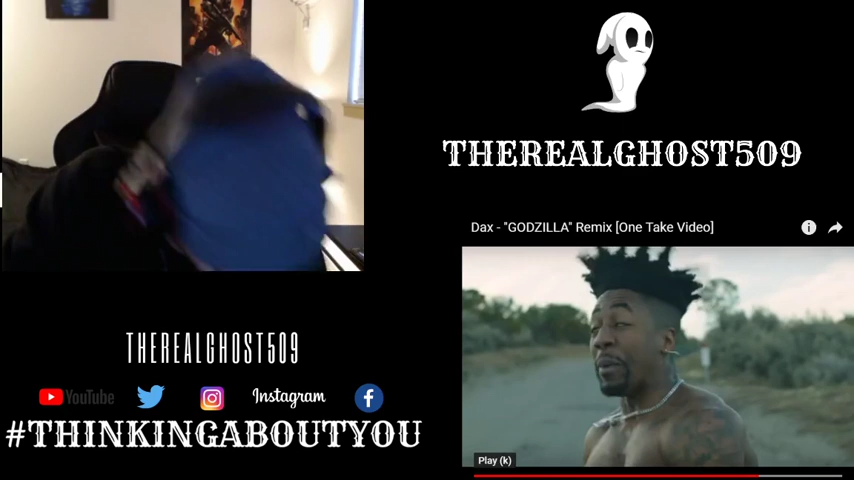 THEREALGHOST509
Dax - "GODZILLA" Remix [One Take Video]
Play (k)
THEREALGHOST509
YouTube
Instagram
#THINKINGABOUTYOU